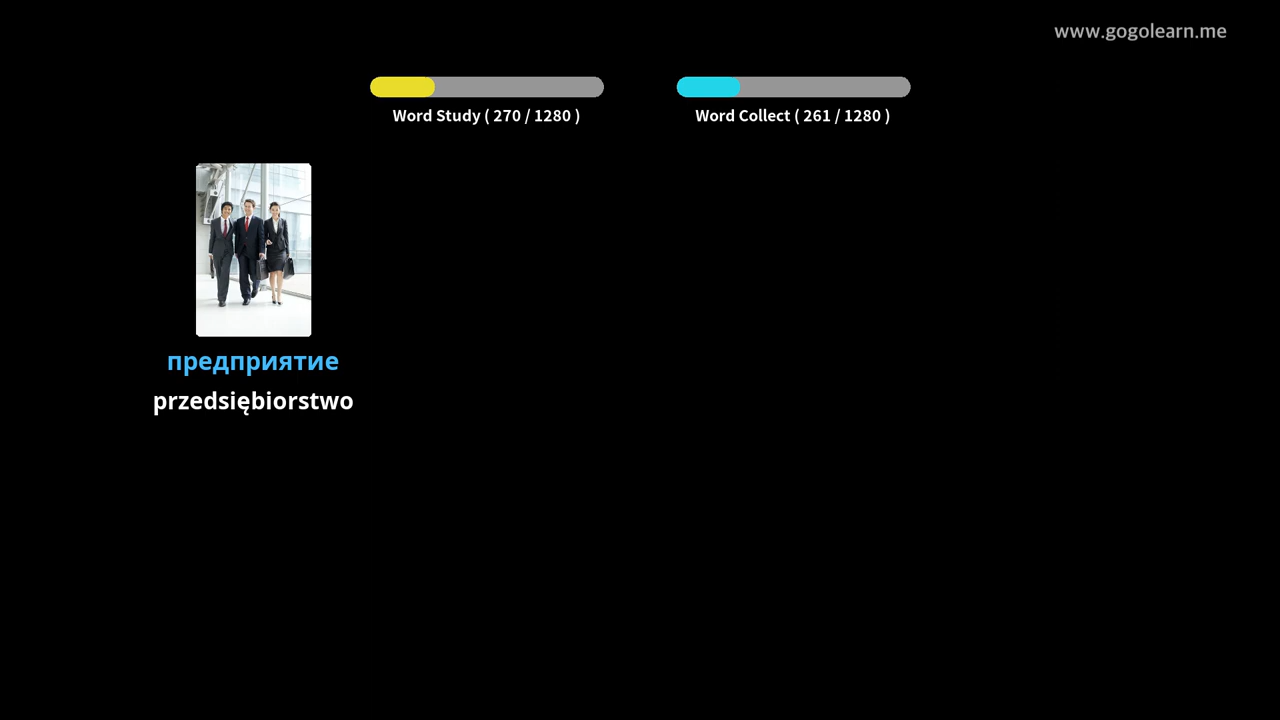 www.gogolearn.me
Word Study ( 270 / 1280 )
Word Collect ( 261 / 1280 )
предприятие
przedsiębiorstwo